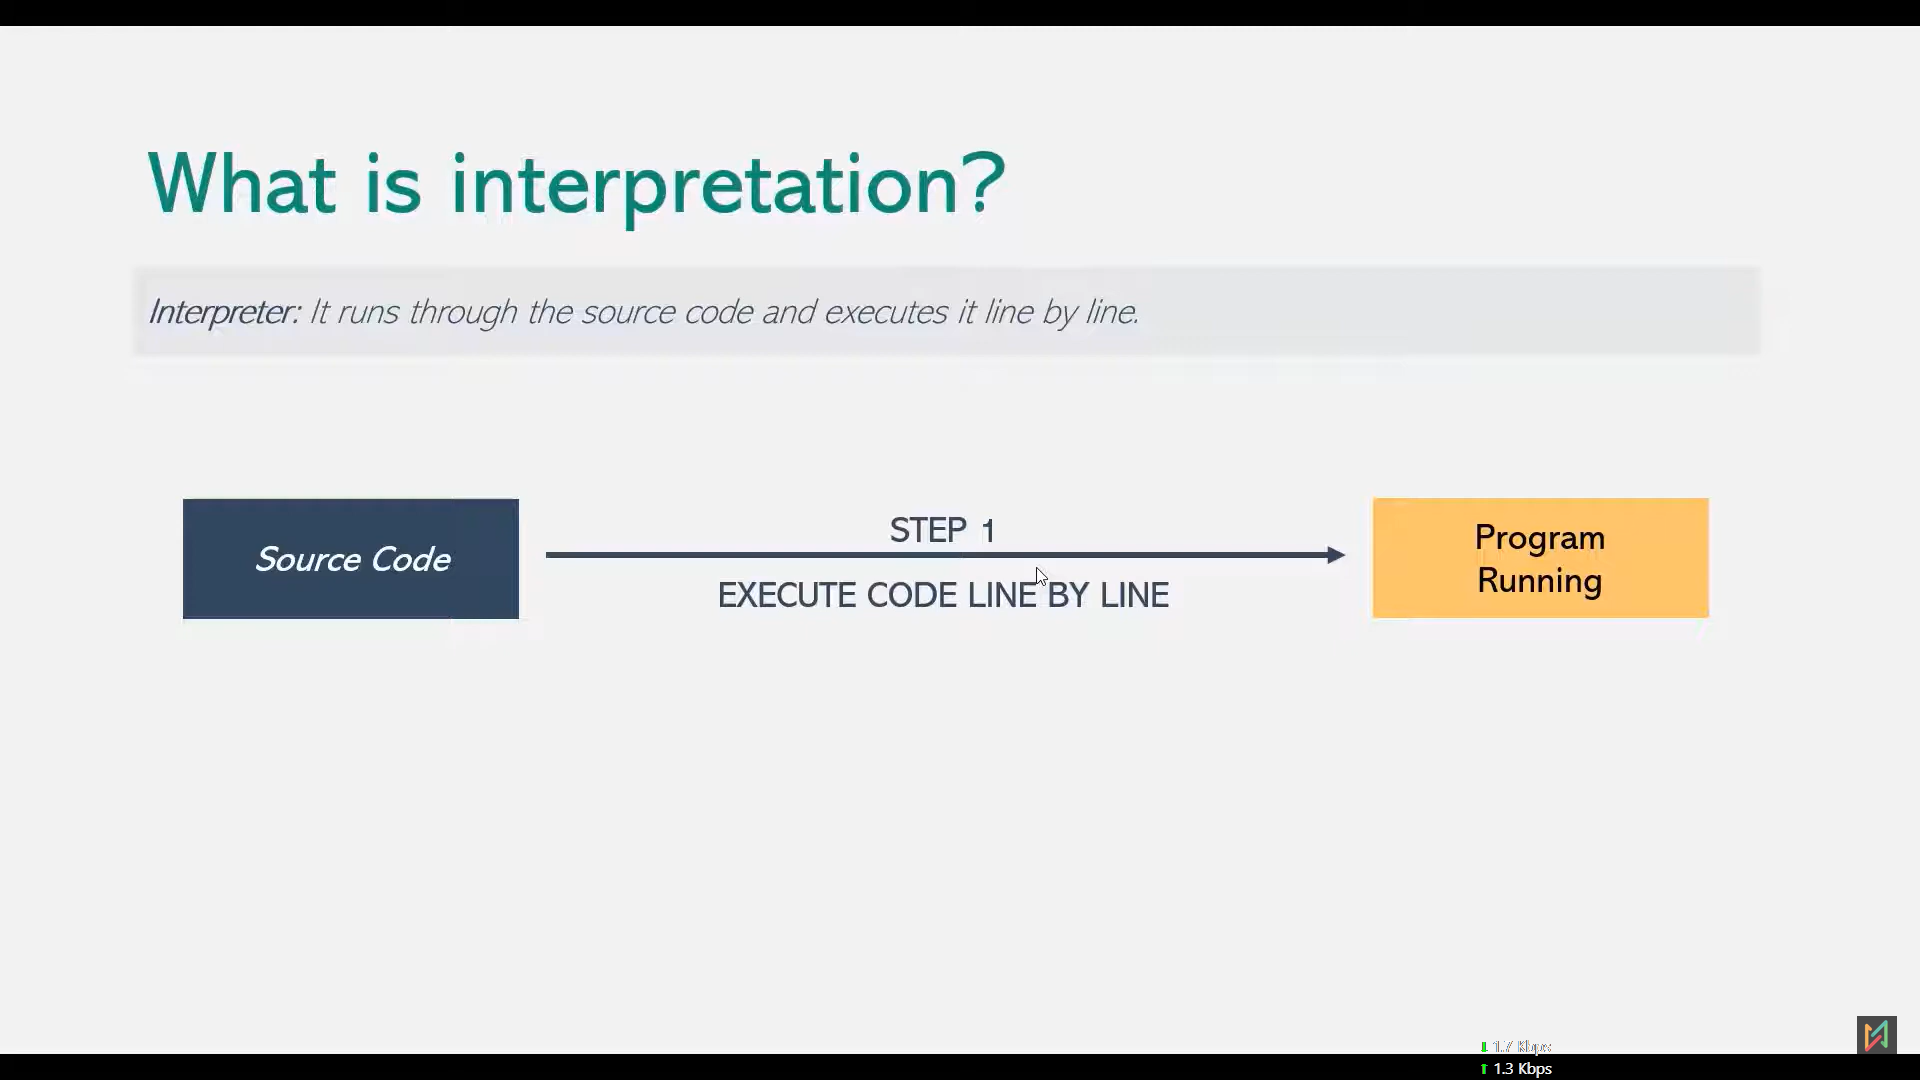 What is interpretation?
Interpreter: It runs through the source code and executes it line by line.
Source Code
STEP 1
EXECUTE CODE LINE BY LINE
Program
Running
1.7 Kbps
1.3 Kbps